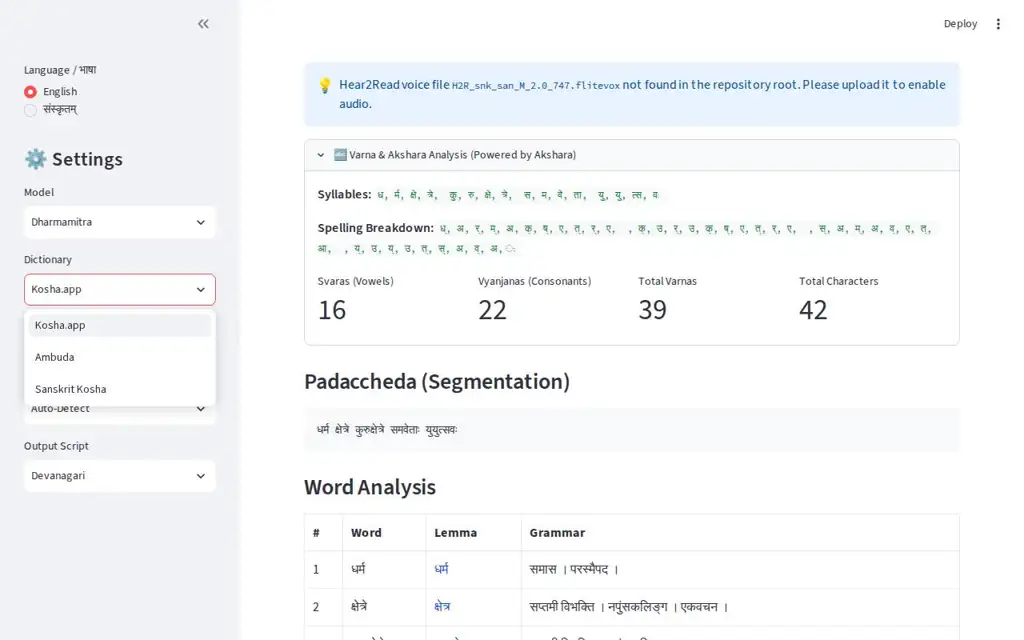 Deploy
Language / भाषा
English
संस्कृतम्
Settings
Model
Dharmamitra
Dictionary
Kosha.app
Kosha.app
Ambuda
Sanskrit Kosha
Auto-Detect
Output Script
Devanagari
Hear2Read voice file H2R_snk_san_M_2.0_747.flitevox not found in the repository root. Please upload it to enable
audio.
Varna & Akshara Analysis (Powered by Akshara)
Syllables: ध, र्म, क्षे, त्रे,  कु, रु, क्षे, त्रे,  स, म, वे, ता,  यु, यु, त्स, वः
Spelling Breakdown: ध्, अ, र्, म्, अ, क्, ष्, ए, त्, र्, ए,  , क्, उ, र्, उ, क्, ष्, ए, त्, र्, ए,  , स्, अ, म्, अ, व्, ए, त्,
आ,  , य्, उ, य्, उ, त्, स्, अ, व्, अ, ः
Svaras (Vowels)
16
Vyanjanas (Consonants)
22
Total Varnas
39
Total Characters
42
Padaccheda (Segmentation)
धर्म क्षेत्रे कुरुक्षेत्रे समवेताः युयुत्सवः
Word Analysis
# Word Lemma Grammar
1 धर्म धर्म समास । परस्मैपद ।
2 क्षेत्रे क्षेत्र सप्तमी विभक्ति । नपुंसकलिङ्ग । एकवचन ।